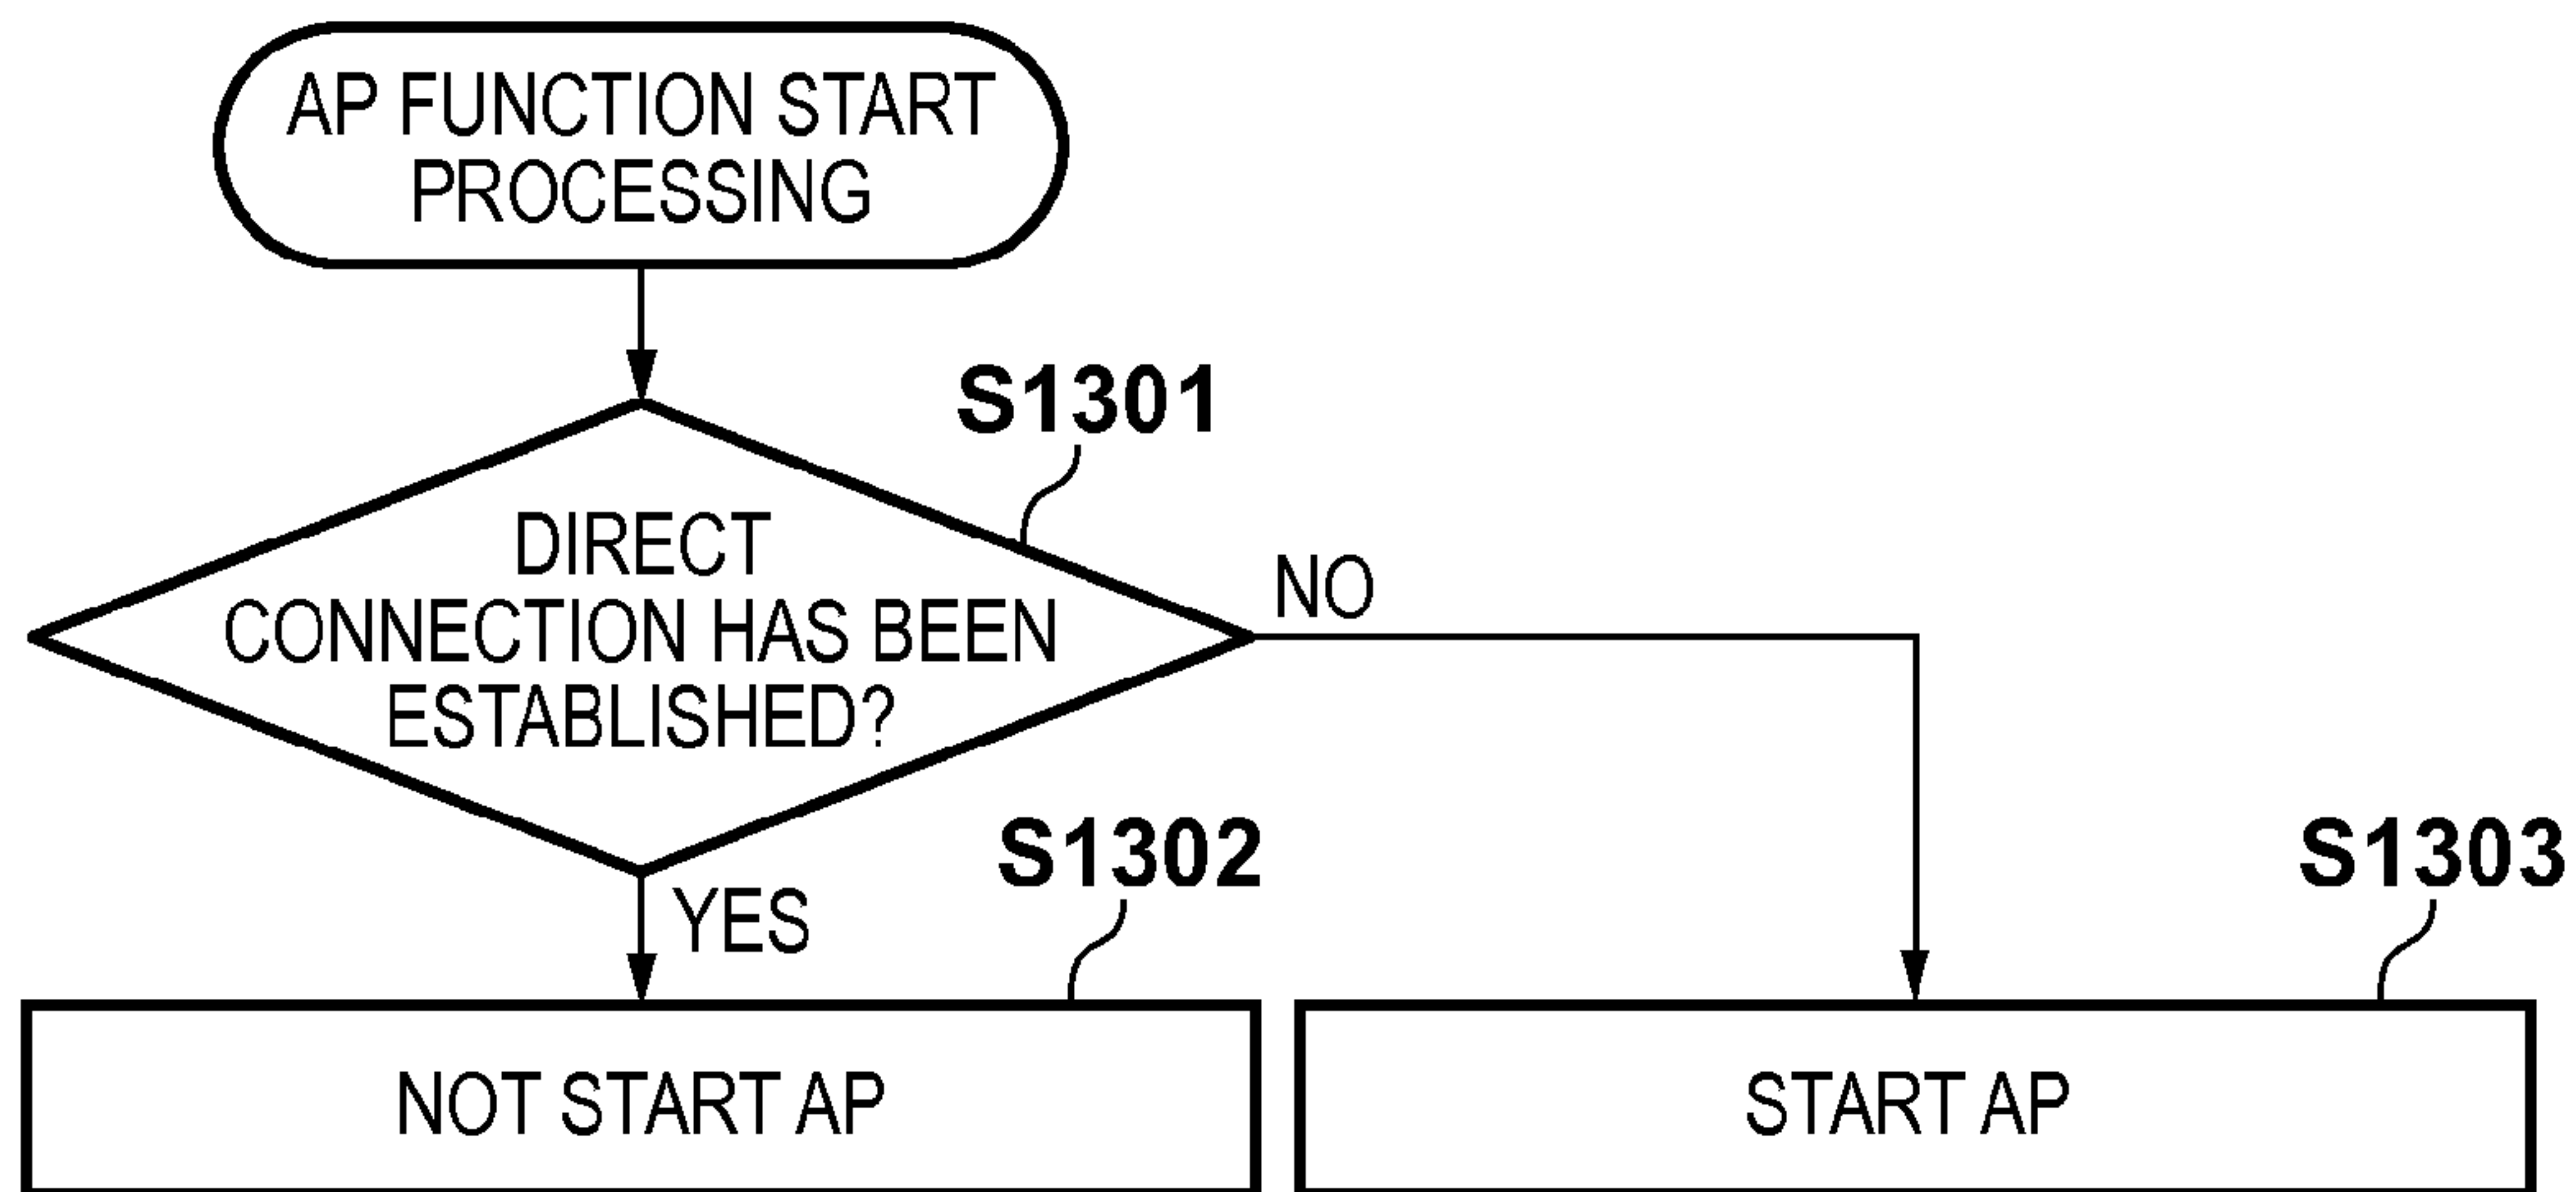 AP FUNCTION START
PROCESSING
S1301
DIRECT
CONNECTION HAS BEEN
ESTABLISHED?
NO
YES
S1302
S1303
NOT START AP
START AP